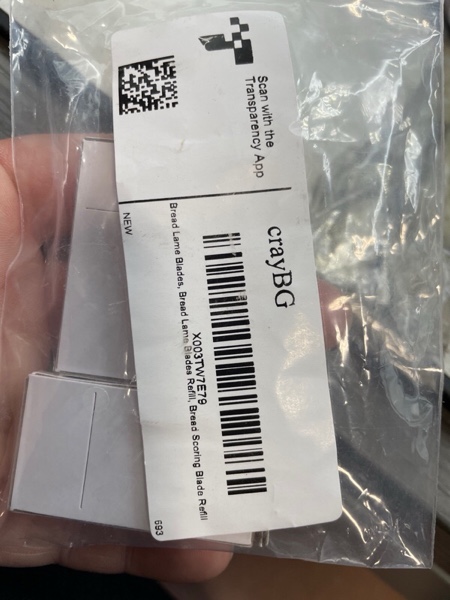 Scan with the
Transparency App
crayBG
X003TW7E79
Bread Lame Blades, Bread Lame Blades Refill, Bread Scoring Blade Refill
NEW
693